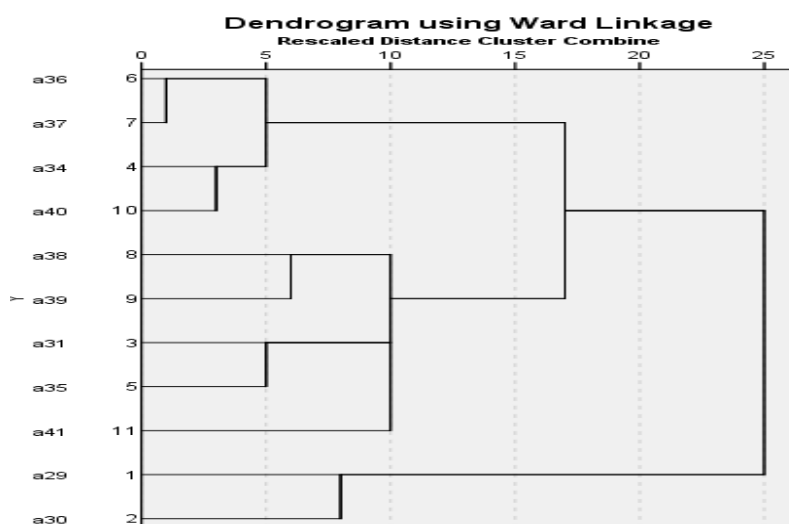 Dendrogram using Ward Linkage
Rescaled Distance Cluster Combine
0 5 10 15 20 25
a36 6
a37 7
a34 4
a40 10
a38 8
Y
a39 9
a31 3
a35 5
a41 11
a29 1
a30 2